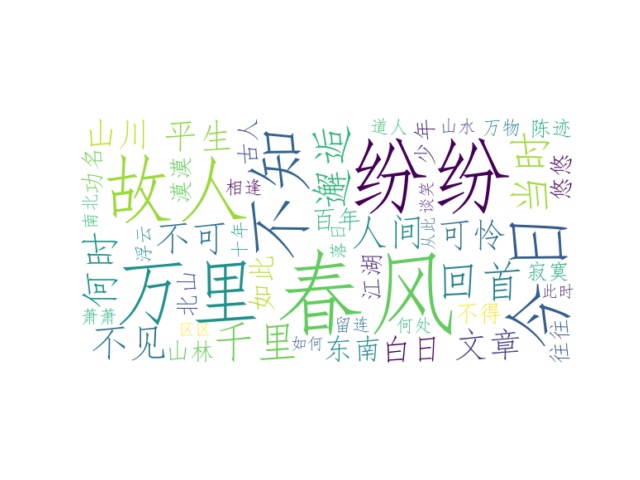 山川
平生
古人
不知
邂逅
纷纷
道人
少年
山水
万物
陈迹
当时
悠悠
南北
功名
漠漠
故人
相逢
谈笑
百年
人间
从此
可怜
今日
何时
浮云
不可
十年
落日
江湖
回首
寂寞
此时
万里
北山
如此
春风
不得
往往
萧萧
不见
区区
山林
千里
如何
留连
东南
何处
白日
文章